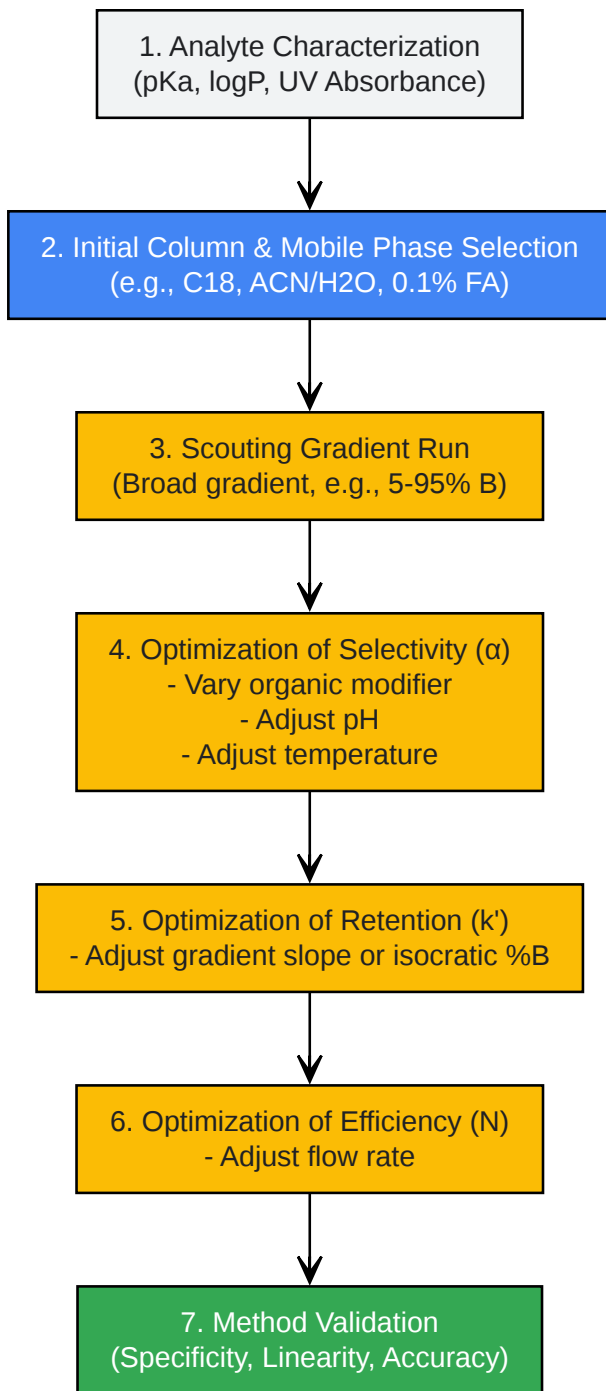 1. Analyte Characterization
(pKa, logP, UV Absorbance)
2. Initial Column & Mobile Phase Selection
(e.g., C18, ACN/H2O, 0.1% FA)
3. Scouting Gradient Run
(Broad gradient, e.g., 5-95% B)
4. Optimization of Selectivity (α)
- Vary organic modifier
- Adjust pH
- Adjust temperature
5. Optimization of Retention (k')
- Adjust gradient slope or isocratic %B
6. Optimization of Efficiency (N)
- Adjust flow rate
7. Method Validation
(Specificity, Linearity, Accuracy)